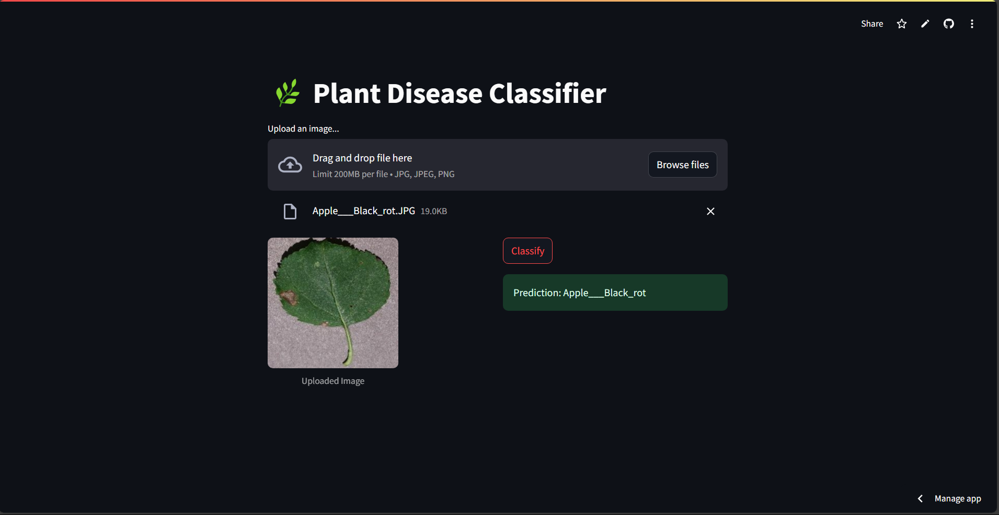 Share
Plant Disease Classifier
Upload an image...
Drag and drop file here
Limit 200MB per file • JPG, JPEG, PNG
Browse files
Apple___Black_rot.JPG 19.0KB
Classify
Prediction: Apple___Black_rot
Uploaded Image
Manage app